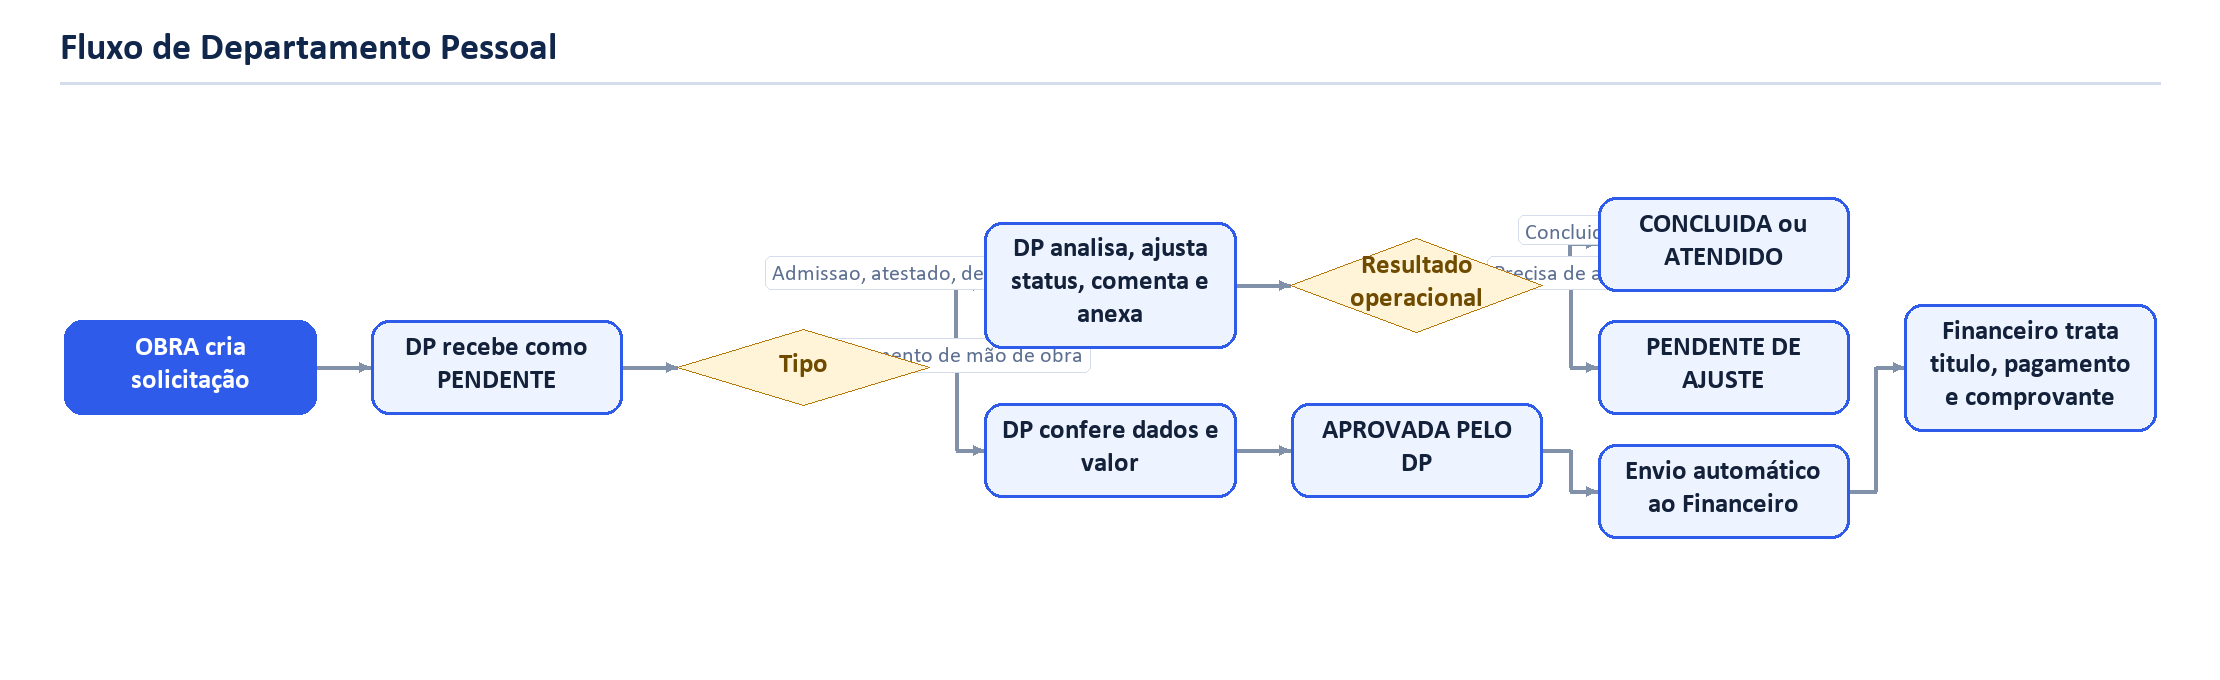 Fluxo de Departamento Pessoal
OBRA cria
solicitação
DP recebe como
PENDENTE
Tipo
Admissao, atestado,
de mão de obra
DP analisa, ajusta
status, comenta e
anexa
DP confere dados e
valor
Resultado
operacional
APROVADA PELO
DP
Precisa de
CONCLUIDA ou
ATENDIDO
PENDENTE DE
AJUSTE
Envio automático
ao Financeiro
Financeiro trata
titulo, pagamento
e comprovante